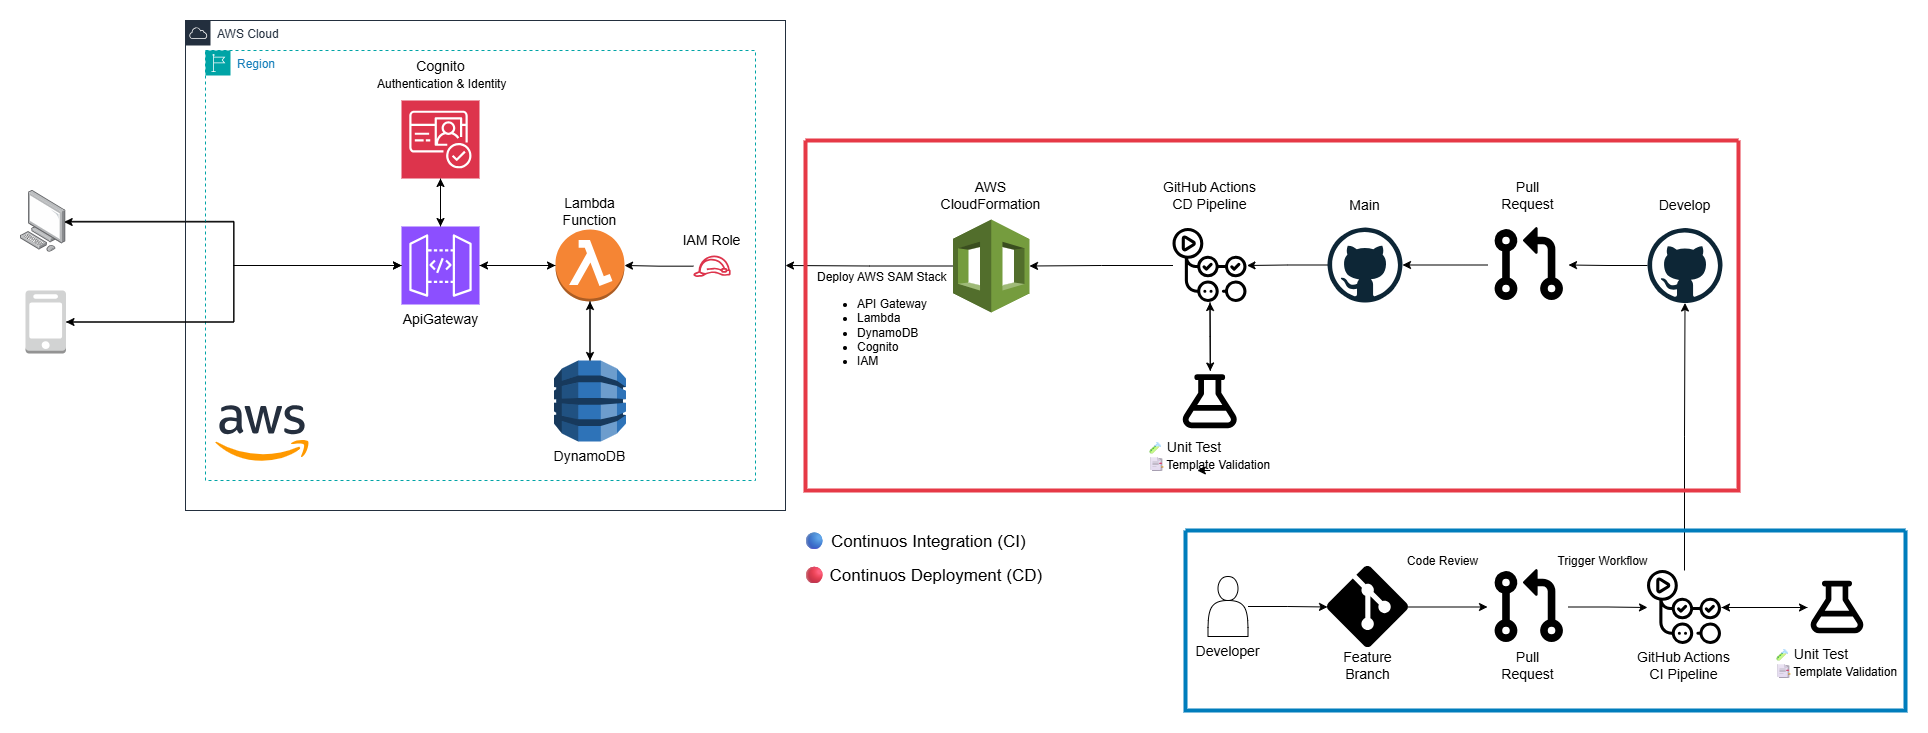 AWS Cloud
Region
Cognito
Authentication & Identity
Lambda
Function
IAM Role
ApiGateway
DynamoDB
aws
AWS
CloudFormation
GitHub Actions
CD Pipeline
Main
Pull
Request
Develop
Deploy AWS SAM Stack
• API Gateway
• Lambda
• DynamoDB
• Cognito
• IAM
Unit Test
Template Validation
Continuos Integration (CI)
Continuos Deployment (CD)
Developer
Feature
Branch
Code Review
Pull
Request
Trigger Workflow
GitHub Actions
CI Pipeline
Unit Test
Template Validation